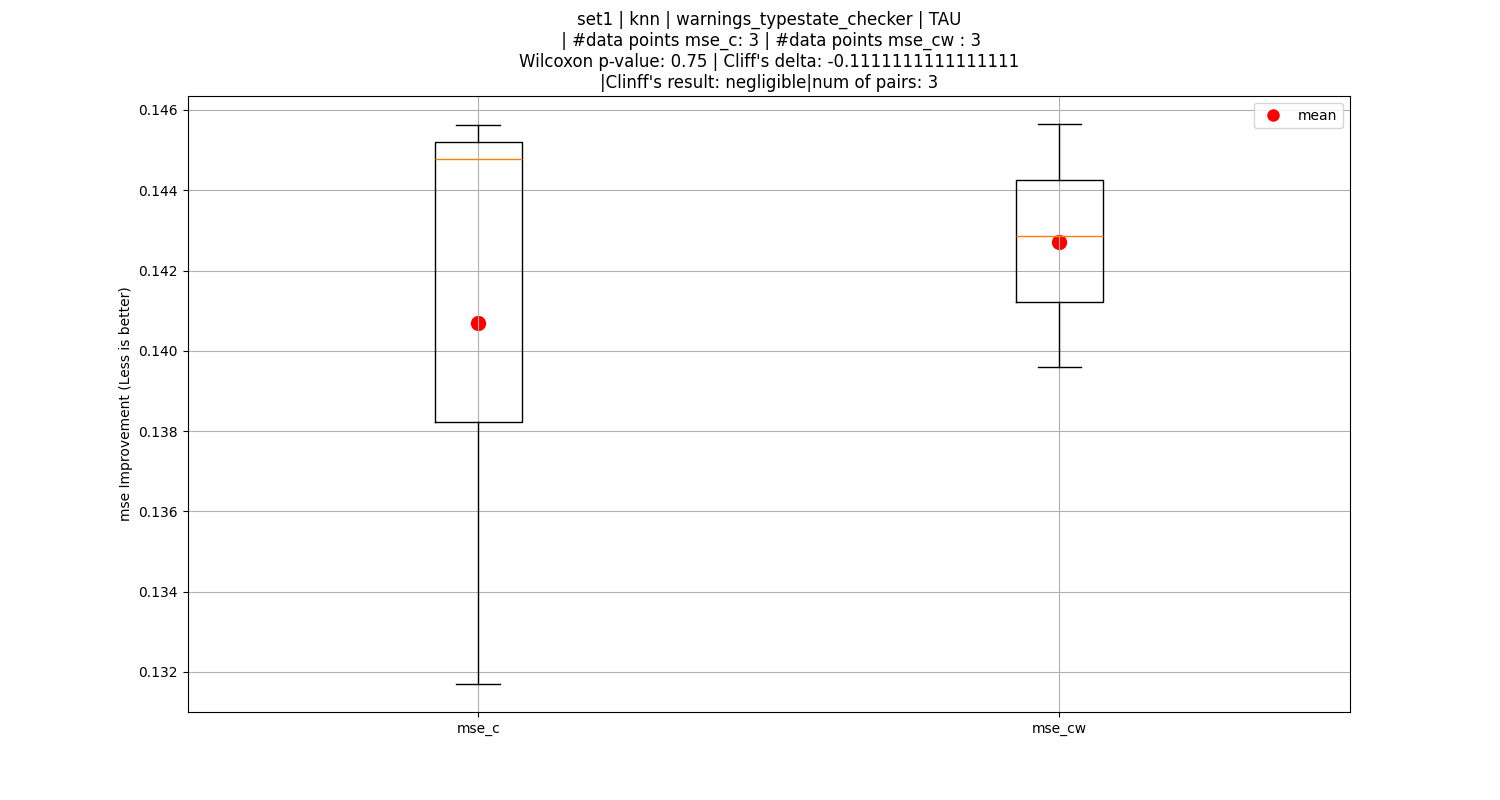 set1 | knn | warnings_typestate_checker | TAU
| #data points mse_c: 3 | #data points mse_cw : 3
Wilcoxon p-value: 0.75 | Cliff's delta: -0.1111111111111111
|Clinff's result: negligible|num of pairs: 3
mean
mse Improvement (Less is better)
0.146
0.144
0.142
0.140
0.138
0.136
0.134
0.132
mse_c
mse_cw